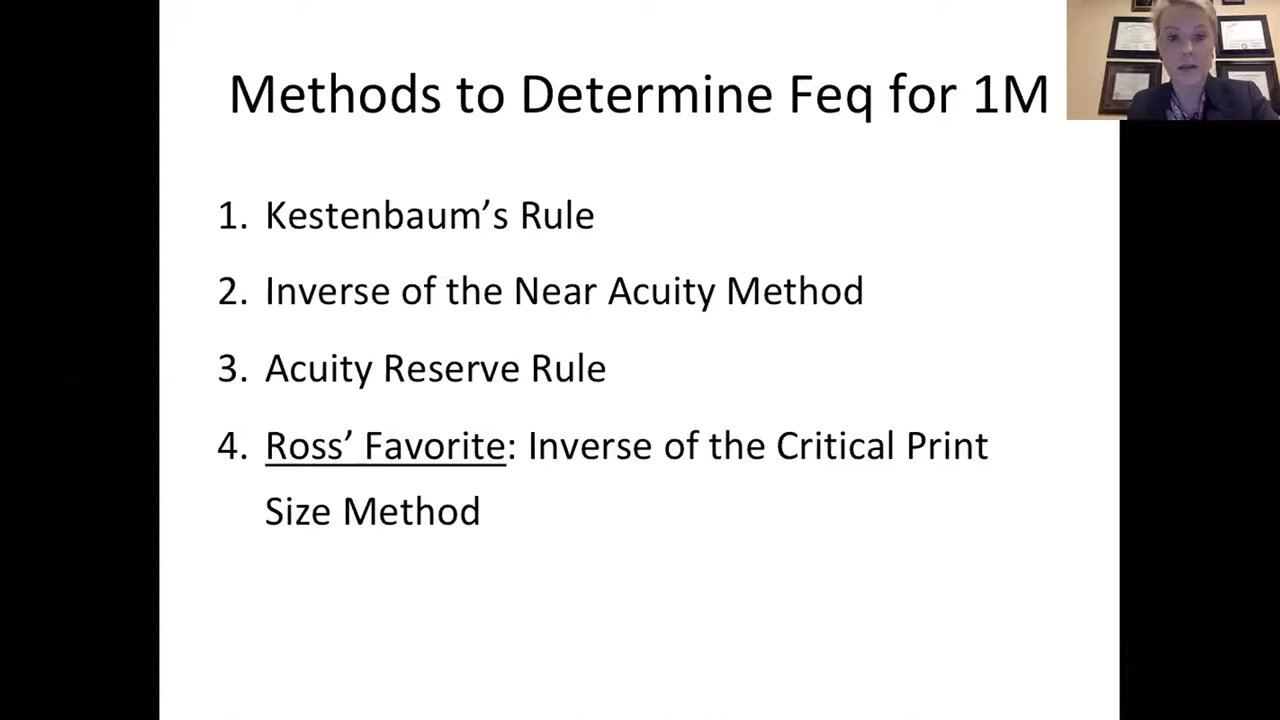 Methods to Determine Feq for 1M
1. Kestenbaum’s Rule
2. Inverse of the Near Acuity Method
3. Acuity Reserve Rule
4. Ross’ Favorite: Inverse of the Critical Print
Size Method